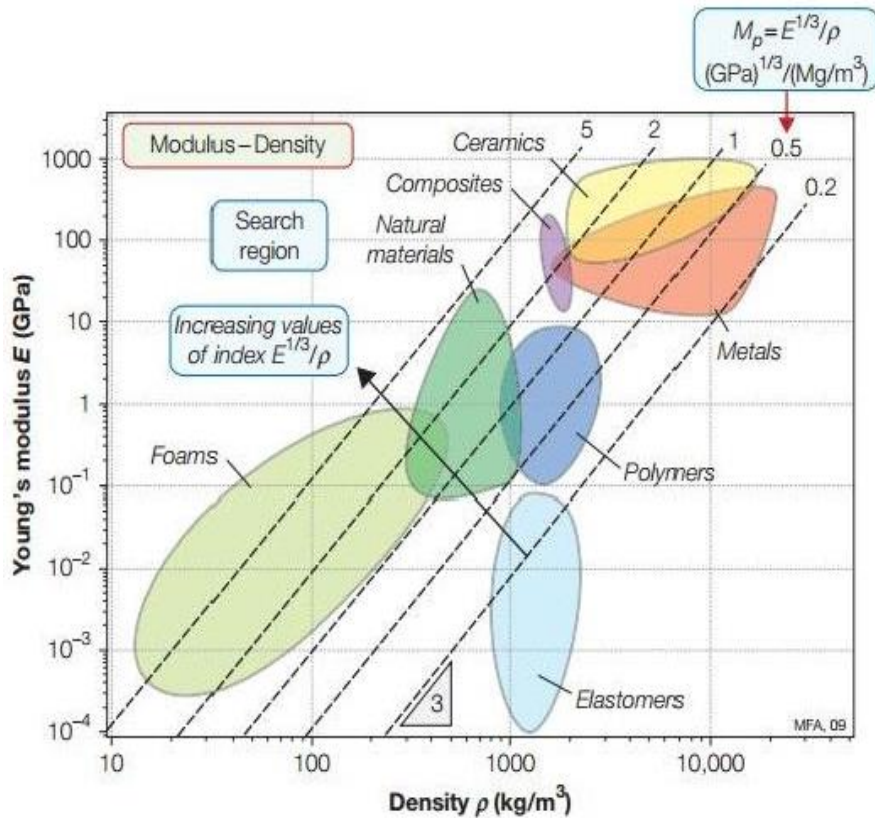 M_p = E^{1/3}/ρ
(GPa)^{1/3}/(Mg/m^3)
Modulus – Density
Ceramics
5
2
1
0.5
0.2
Composites
Search
region
Natural
materials
Increasing values
of index E^{1/3}/ρ
Metals
Foams
Polymners
Elastomers
3
MFA, 09
Young's modulus E (GPa)
1000
100
10
1
10^{-1}
10^{-2}
10^{-3}
10^{-4}
10
100
1000
10,000
Density ρ (kg/m^3)